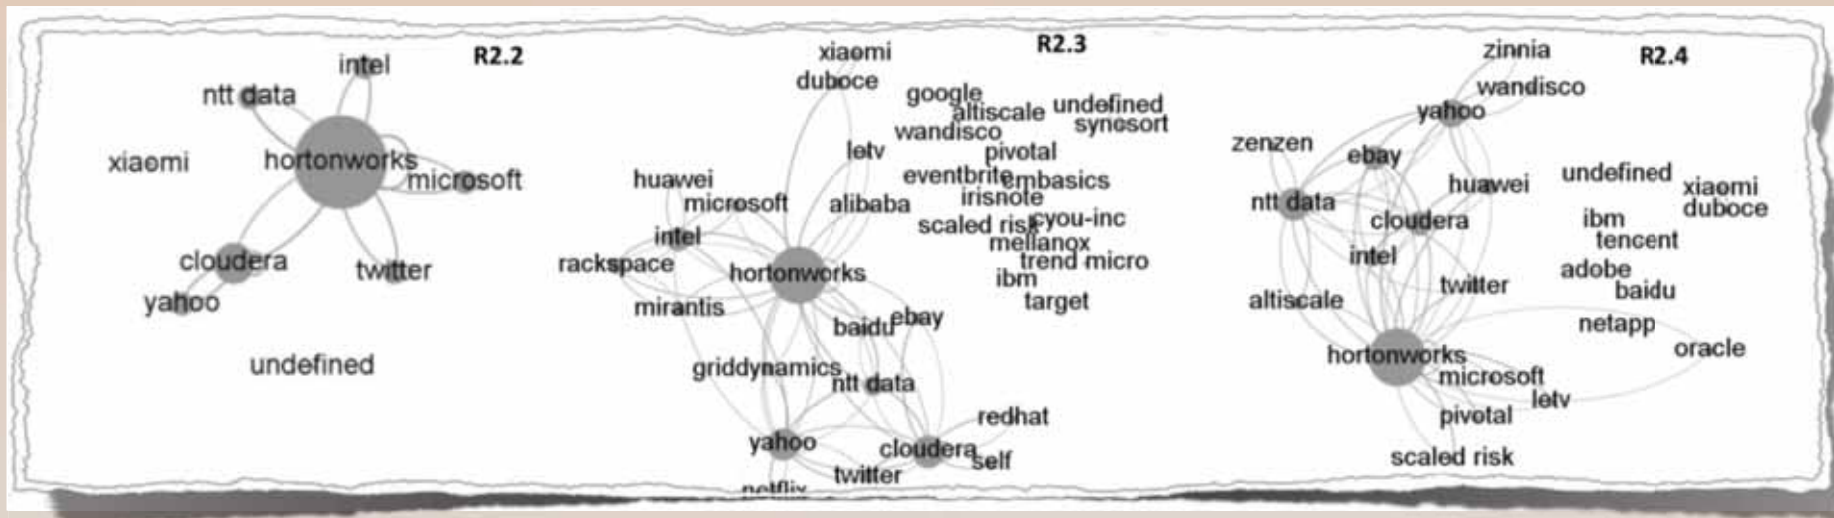 R2.2
intel
ntt data
hortonworks
xiaomi
microsoft
cloudera
twitter
yahoo
undefined
R2.3
xiaomi
duboce
google
altiscale
undefined
syncsort
wandisco
letv
pivotal
huawei
eventbrite
embasics
microsoft
alibaba
irisnote
scaled risk
cyou-inc
intel
mellanox
rackspace
hortonworks
trend micro
ibm
mirantis
target
baidu
ebay
griddynamics
ntt data
redhat
yahoo
cloudera
self
twitter
netflix
R2.4
zinnia
wandisco
yahoo
zenzen
ebay
huawei
undefined
xiaomi
duboce
ntt data
cloudera
ibm
tencent
intel
adobe
twitter
baidu
altiscale
netapp
oracle
hortonworks
microsoft
letv
pivotal
scaled risk